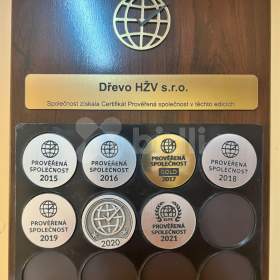 Dřevo HŽV s.r.o.
Společnost získala Certifikát Prověřená společnost v těchto edicích
PROVĚŘENÁ
SPOLEČNOST
2015
PROVĚŘENÁ
SPOLEČNOST
2016
PROVĚŘENÁ
SPOLEČNOST
GOLD
2017
PROVĚŘENÁ
SPOLEČNOST
2018
PROVĚŘENÁ
SPOLEČNOST
2019
2020
PROVĚŘENÁ
SPOLEČNOST
2021